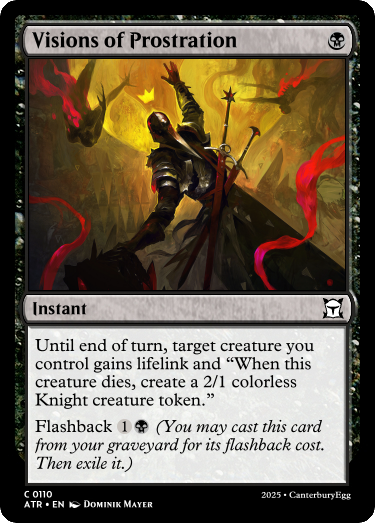 Visions of Prostration
Instant
Until end of turn, target creature you
control gains lifelink and “When this
creature dies, create a 2/1 colorless
Knight creature token.”
Flashback 1 (You may cast this card
from your graveyard for its flashback cost.
Then exile it.)
C 0110
ATR • EN Dominik Mayer
2025 • CanterburyEgg